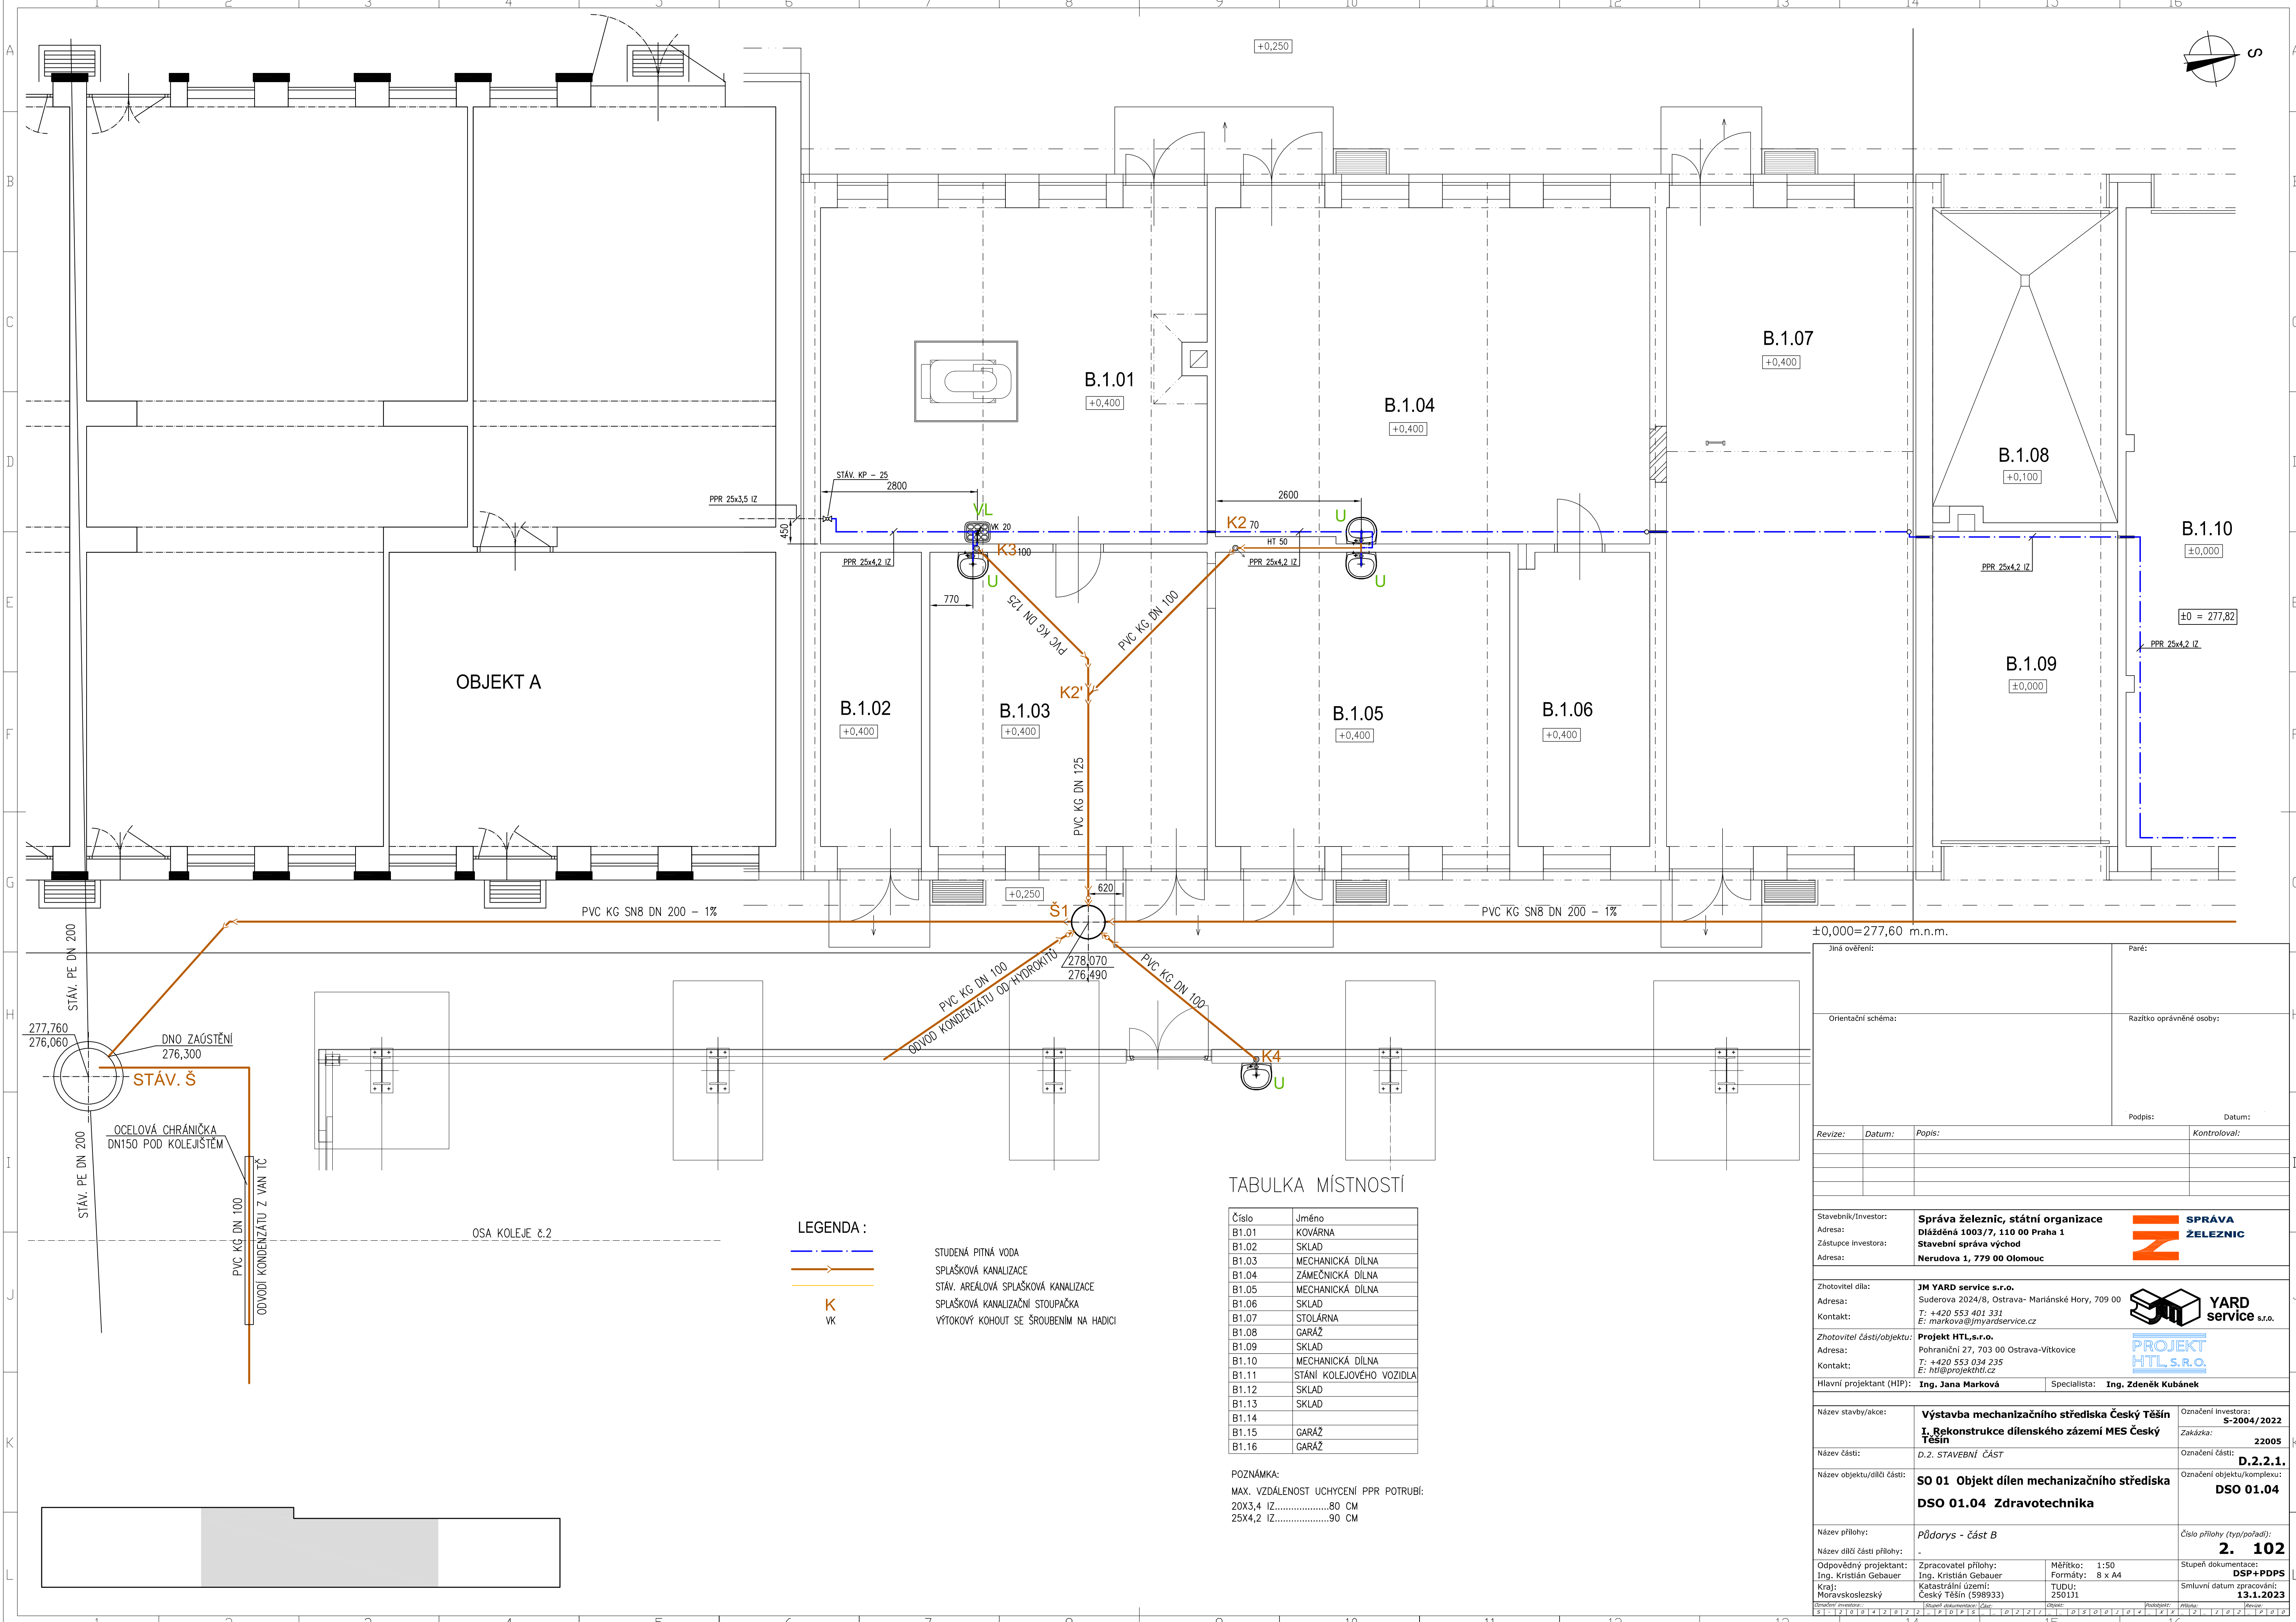 1 2 3 4 5 6 7 8 9 10 11 12 13 14 15 16
A
B
C
D
E
F
G
H
I
J
K
L
S
+0,250
B.1.01
+0,400
B.1.04
+0,400
B.1.07
+0,400
B.1.08
+0,100
B.1.10
±0,000
±0 = 277,82
PPR 25x4,2 IZ
STÁV. KP - 25
2800
PPR 25x3,5 IZ
450
VL
VK 20
K3 100
U
PPR 25x4,2 IZ
770
2600
K2 70
HT 50
U
PPR 25x4,2 IZ
U
PPR 25x4,2 IZ
PVC KG DN 125
PVC KG DN 100
K2'
OBJEKT A
B.1.02
+0,400
B.1.03
+0,400
B.1.05
+0,400
B.1.06
+0,400
B.1.09
±0,000
PVC KG DN 125
+0,250
620
Š1
PVC KG SN8 DN 200 - 1%
PVC KG SN8 DN 200 - 1%
STÁV. PE DN 200
278,070
276,490
PVC KG DN 100
ODVOD KONDENZÁTU OD HYDROKITŮ
PVC KG DN 100
K4
U
277,760
276,060
DNO ZAÚSTĚNÍ
276,300
STÁV. Š
OCELOVÁ CHRÁNIČKA
DN150 POD KOLEJIŠTĚM
STÁV. PE DN 200
PVC KG DN 100
ODVODÍ KONDENZÁTU Z VAN TČ
OSA KOLEJE č.2
LEGENDA :
STUDENÁ PITNÁ VODA
SPLAŠKOVÁ KANALIZACE
STÁV. AREÁLOVÁ SPLAŠKOVÁ KANALIZACE
K SPLAŠKOVÁ KANALIZAČNÍ STOUPAČKA
VK VÝTOKOVÝ KOHOUT SE ŠROUBENÍM NA HADICI
TABULKA MÍSTNOSTÍ
Číslo Jméno
B1.01 KOVÁRNA
B1.02 SKLAD
B1.03 MECHANICKÁ DÍLNA
B1.04 ZÁMEČNICKÁ DÍLNA
B1.05 MECHANICKÁ DÍLNA
B1.06 SKLAD
B1.07 STOLÁRNA
B1.08 GARÁŽ
B1.09 SKLAD
B1.10 MECHANICKÁ DÍLNA
B1.11 STÁNÍ KOLEJOVÉHO VOZIDLA
B1.12 SKLAD
B1.13 SKLAD
B1.14
B1.15 GARÁŽ
B1.16 GARÁŽ
POZNÁMKA:
MAX. VZDÁLENOST UCHYCENÍ PPR POTRUBÍ:
20X3,4 IZ....................80 CM
25X4,2 IZ....................90 CM
±0,000=277,60 m.n.m.
Jiná ověření: Paré:
Orientační schéma: Razítko oprávněné osoby:
Podpis: Datum:
Revize: Datum: Popis: Kontroloval:
Stavebník/Investor: Správa železnic, státní organizace
Adresa: Dlážděná 1003/7, 110 00 Praha 1
Zástupce investora: Stavební správa východ
Adresa: Nerudova 1, 779 00 Olomouc
SPRÁVA
ŽELEZNIC
Zhotovitel díla: JM YARD service s.r.o.
Adresa: Suderova 2024/8, Ostrava- Mariánské Hory, 709 00
Kontakt: T: +420 553 401 331
E: markova@jmyardservice.cz
YARD
service s.r.o.
Zhotovitel části/objektu: Projekt HTL,s.r.o.
Adresa: Pohraniční 27, 703 00 Ostrava-Vítkovice
Kontakt: T: +420 553 034 235
E: htl@projekthtl.cz
PROJEKT
HTL, S.R.O.
Hlavní projektant (HIP): Ing. Jana Marková Specialista: Ing. Zdeněk Kubánek
Název stavby/akce: Výstavba mechanizačního střediska Český Těšín
I. Rekonstrukce dílenského zázemí MES Český
Těšín
Označení investora:
S-2004/2022
Zakázka:
22005
Název části: D.2. STAVEBNÍ ČÁST
Označení části:
D.2.2.1.
Název objektu/dílčí části: SO 01 Objekt dílen mechanizačního střediska
DSO 01.04 Zdravotechnika
Označení objektu/komplexu:
DSO 01.04
Název přílohy: Půdorys - část B
Název dílčí části přílohy: -
Číslo přílohy (typ/pořadí):
2. 102
Odpovědný projektant: Zpracovatel přílohy: Měřítko: 1:50 Stupeň dokumentace:
Ing. Kristián Gebauer Ing. Kristián Gebauer Formáty: 8 x A4 DSP+PDPS
Kraj: Katastrální území: TUDU: Smluvní datum zpracování:
Moravskoslezský Český Těšín (598933) 2501J1 13.1.2023